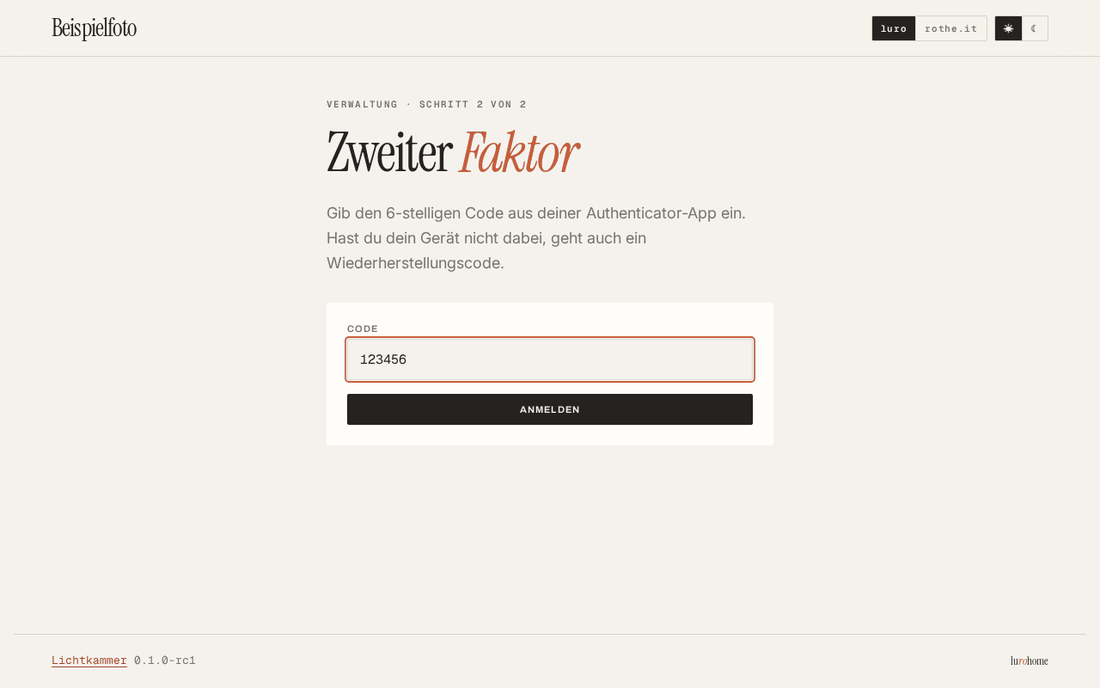 Beispielfoto
luro rothe.it
VERWALTUNG · SCHRITT 2 VON 2
Zweiter Faktor
Gib den 6-stelligen Code aus deiner Authenticator-App ein.
Hast du dein Gerät nicht dabei, geht auch ein
Wiederherstellungscode.
CODE
123456
ANMELDEN
Lichtkammer 0.1.0-rc1
lurohome